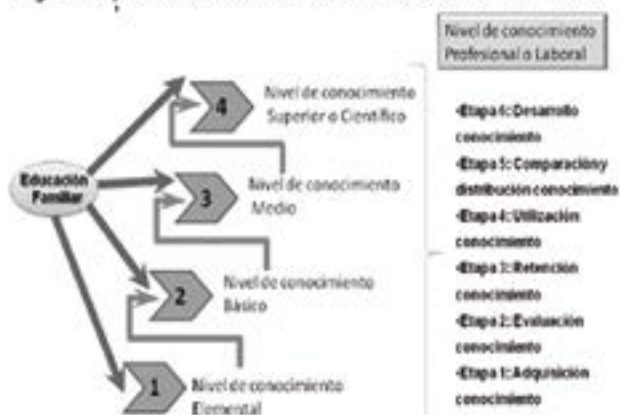 Nivel de conocimiento
Profesional o Laboral
4
Nivel de conocimiento
Superior o Científico
Educación
Familiar
3
Nivel de conocimiento
Medio
2
Nivel de conocimiento
Básico
1
Nivel de conocimiento
Elemental
-Etapa 6: Desarrollo
conocimiento
-Etapa 5: Comparación y
distribución conocimiento
-Etapa 4: Utilización
conocimiento
-Etapa 3: Retención
conocimiento
-Etapa 2: Evaluación
conocimiento
-Etapa 1: Adquisición
conocimiento